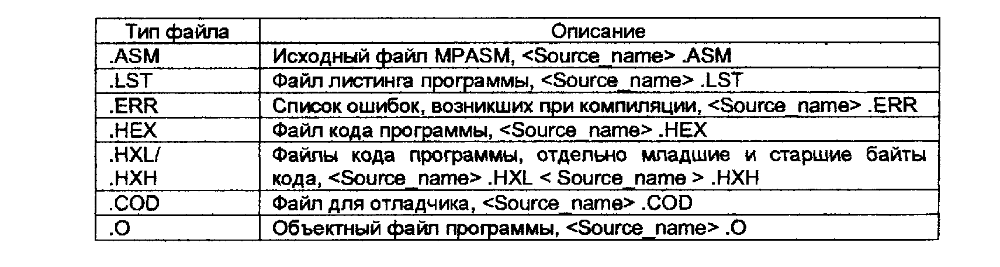 Тип файла Описание
.ASM Исходный файл MPASM, <Source_name> .ASM
.LST Файл листинга программы, <Source_name> .LST
.ERR Список ошибок, возникших при компиляции, <Source_name> .ERR
.HEX Файл кода программы, <Source_name> .HEX
.HXL/ Файлы кода программы, отдельно младшие и старшие байты
.HXH кода, <Source_name> .HXL < Source_name > .HXH
.COD Файл для отладчика, <Source_name> .COD
.O Объектный файл программы, <Source_name> .O